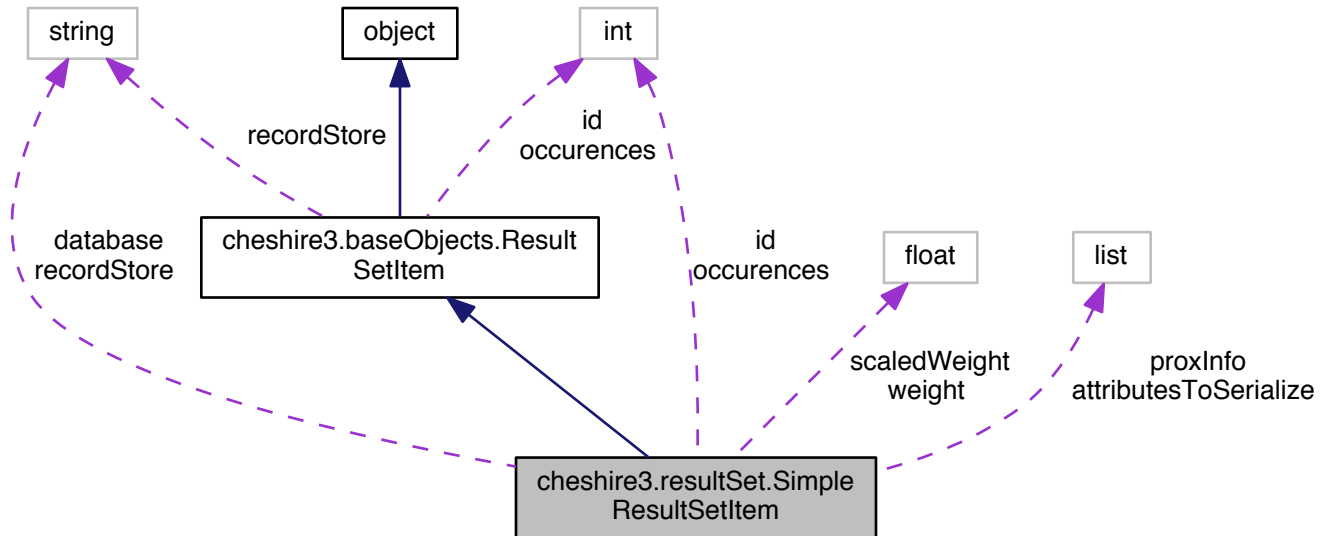 string
object
int
recordStore
id
occurences
database
recordStore
cheshire3.baseObjects.Result
SetItem
id
occurences
float
list
scaledWeight
weight
proxInfo
attributesToSerialize
cheshire3.resultSet.Simple
ResultSetItem